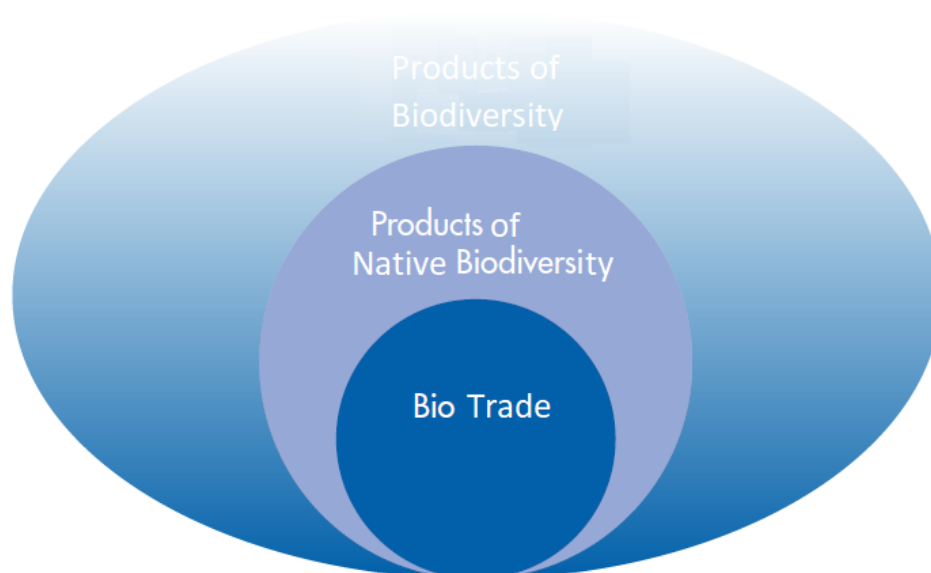 Products of
Biodiversity
Products of
Native Biodiversity
Bio Trade